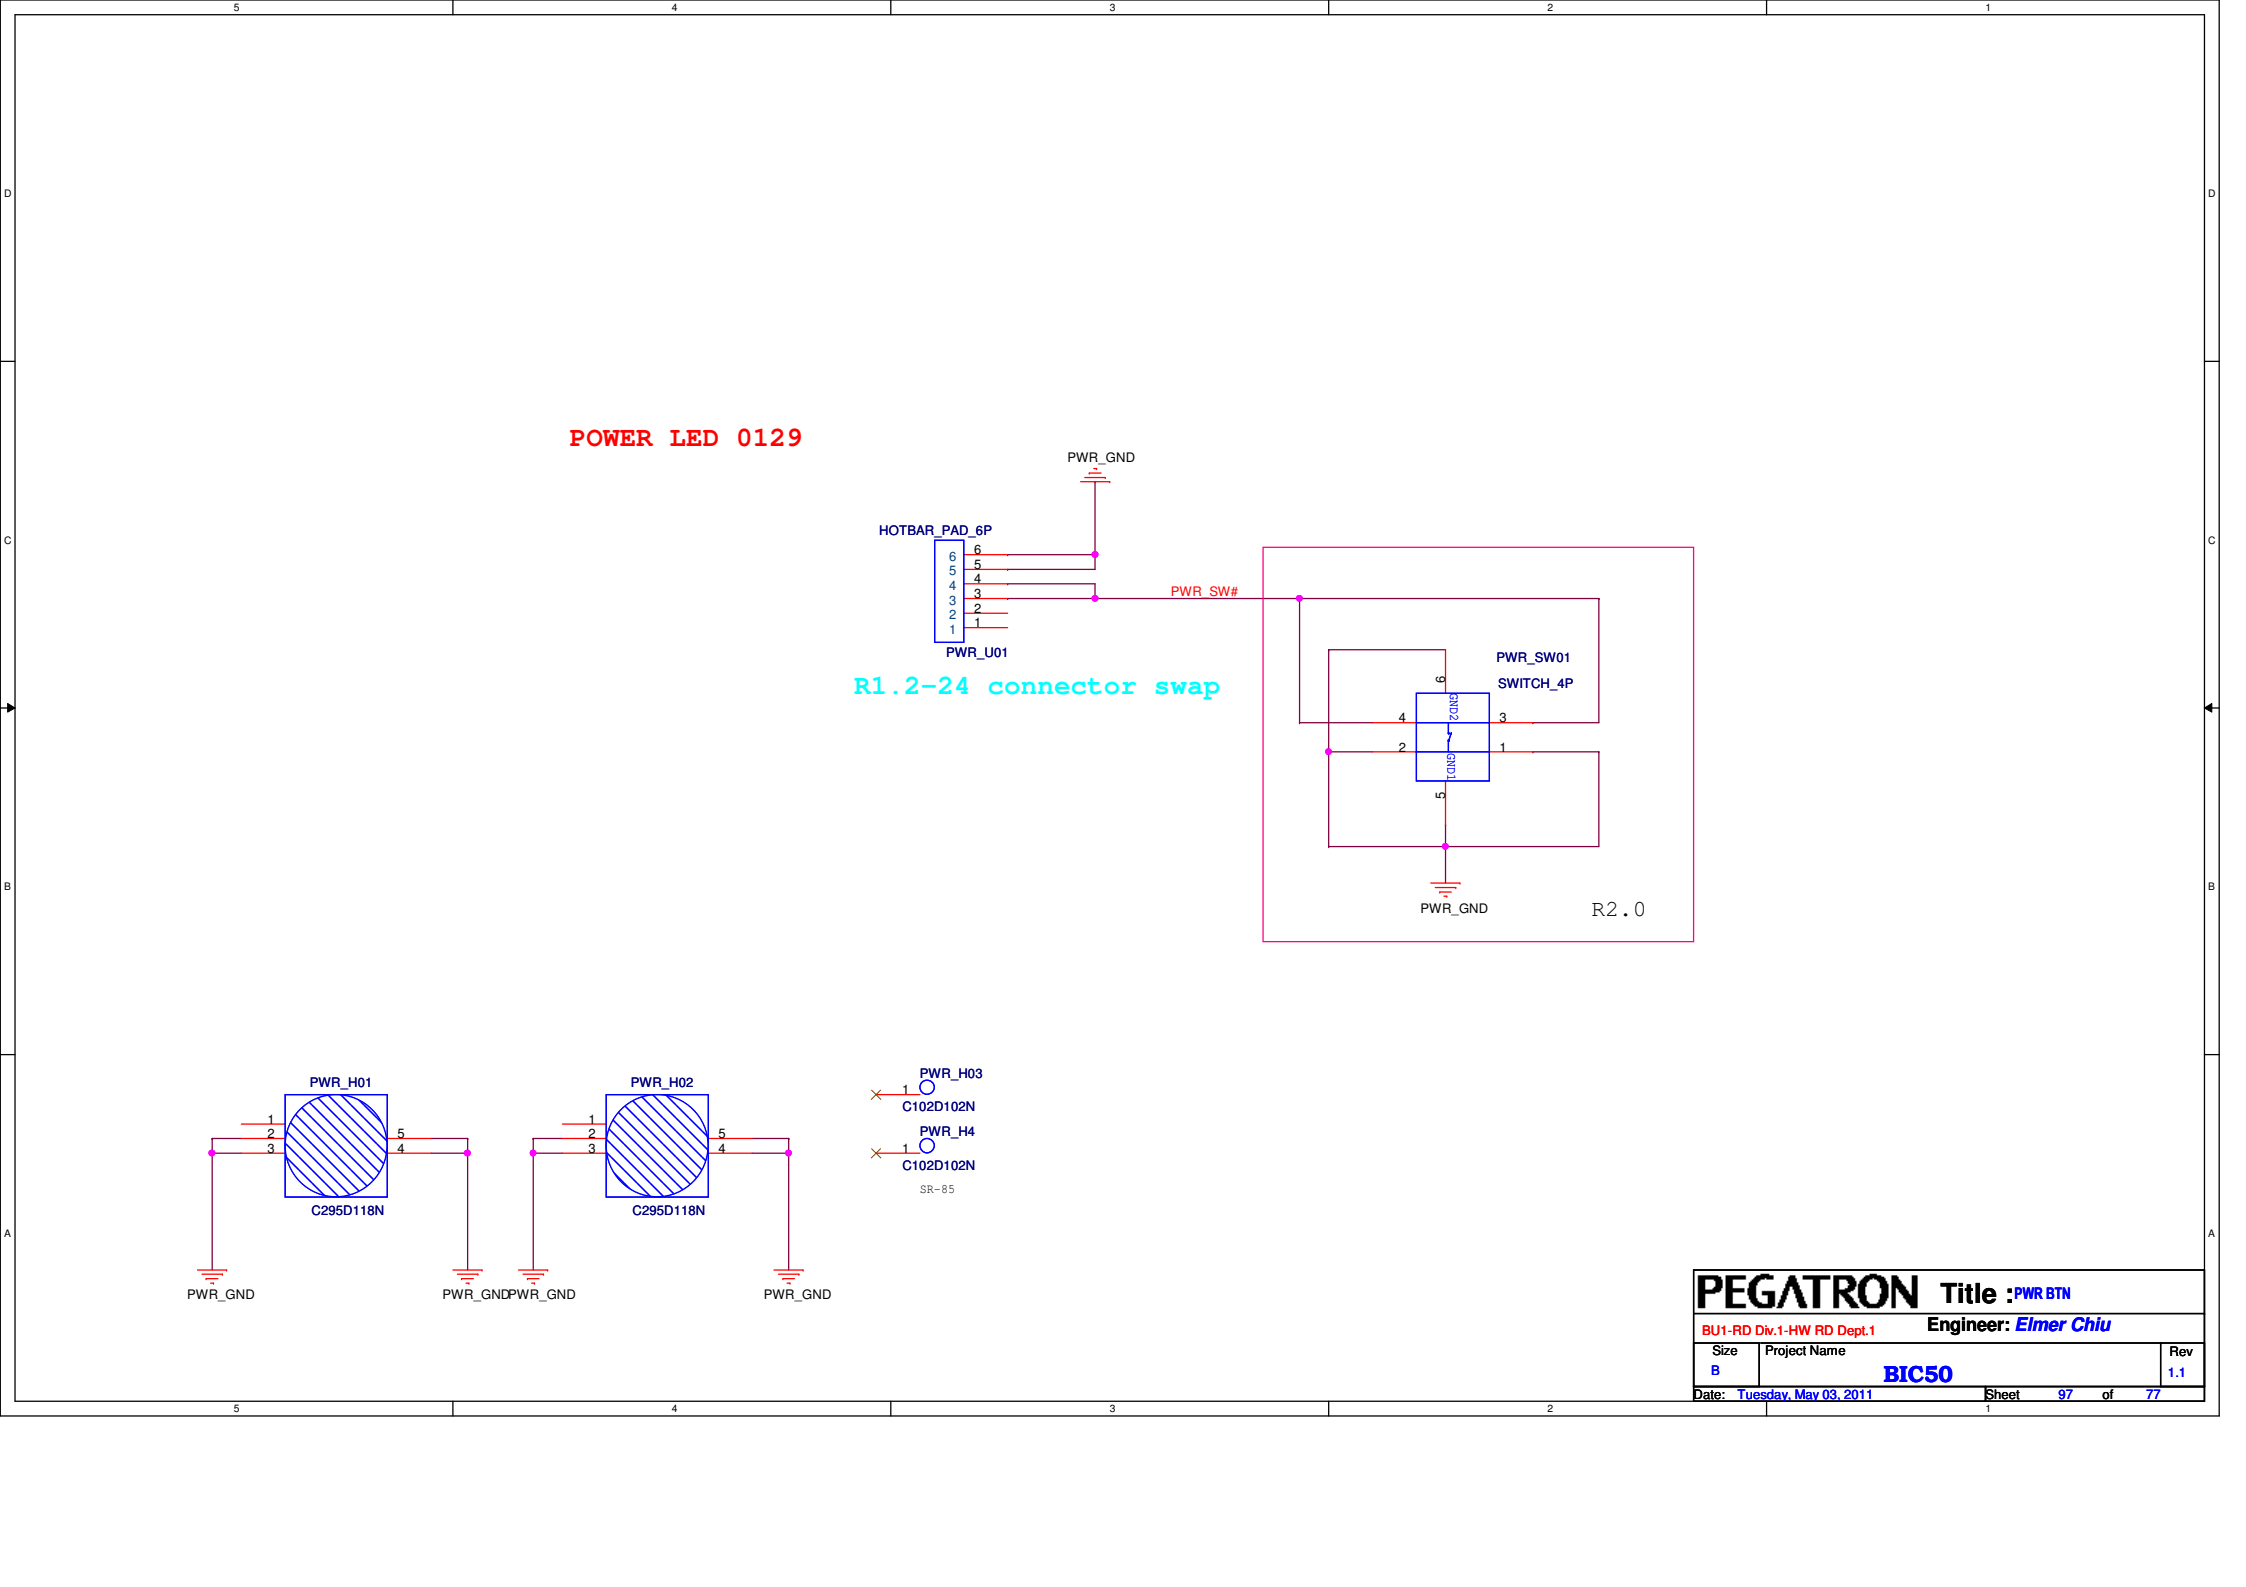 5 4 3 2 1
D D
POWER LED 0129
PWR_GND
HOTBAR_PAD_6P
C C
6 6
5 5
4 4
3 3
2 2
1 1
PWR_SW#
PWR_U01
R1.2-24 connector swap
PWR_SW01
SWITCH_4P
6
GND2
4 3
2 1
GND1
5
PWR_GND
R2.0
B B
PWR_H01
1
2
3
5
4
C295D118N
PWR_GND
PWR_GND
PWR_H02
1
2
3
5
4
C295D118N
PWR_GND
PWR_GND
PWR_H03
1
C102D102N
PWR_H4
1
C102D102N
SR-85
A A
PEGATRON Title : PWR BTN
BU1-RD Div.1-HW RD Dept.1 Engineer: Elmer Chiu
Size Project Name Rev
B BIC50 1.1
Date: Tuesday, May 03, 2011 Sheet 97 of 77
5 4 3 2 1